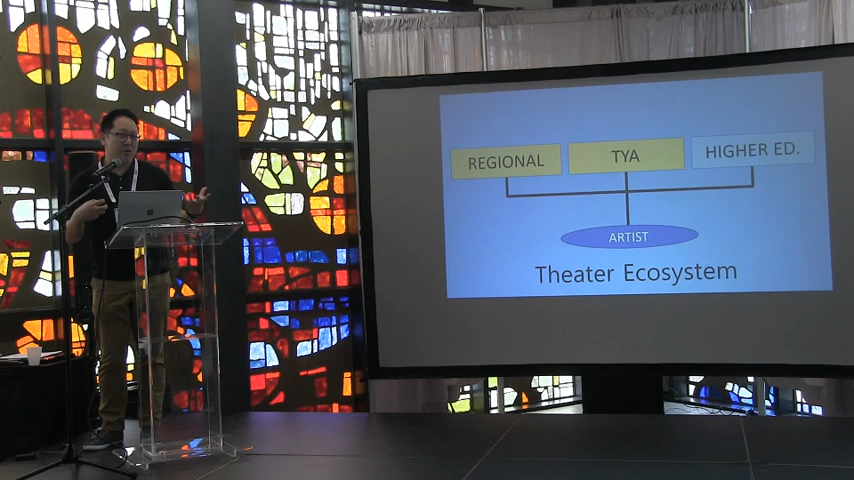 REGIONAL
TYA
HIGHER ED.
ARTIST
Theater Ecosystem